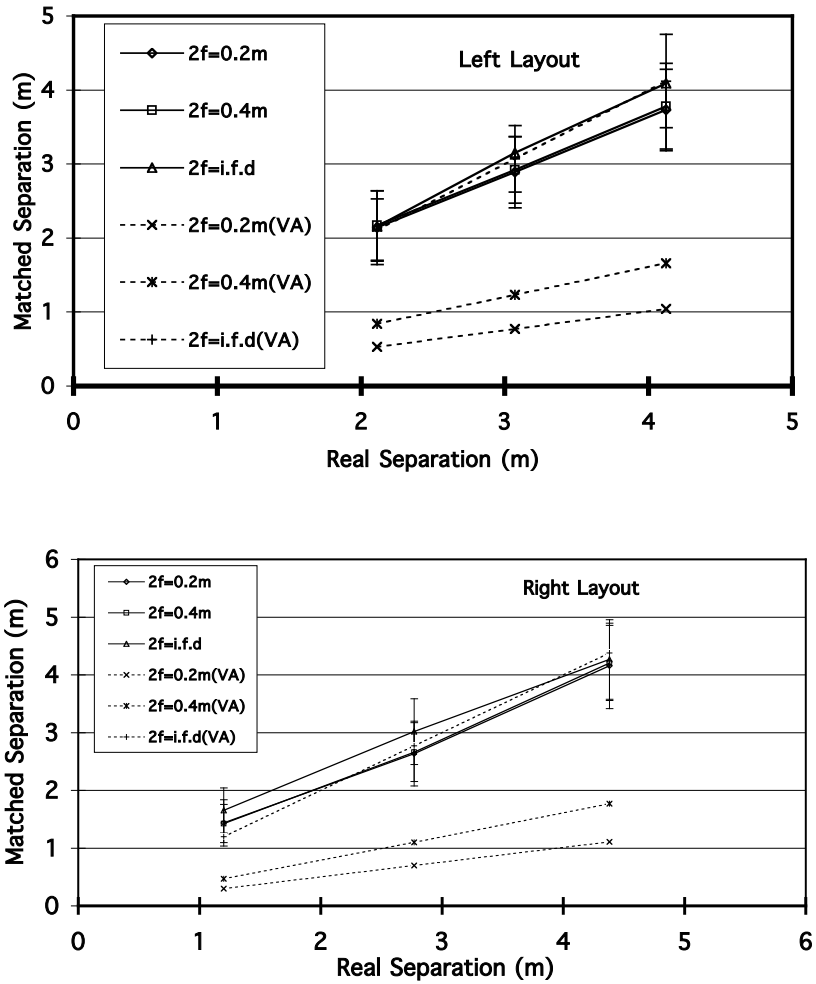 5
4
3
2
1
0
Matched Separation (m)
2f=0.2m
2f=0.4m
2f=i.f.d
2f=0.2m(VA)
2f=0.4m(VA)
2f=i.f.d(VA)
Left Layout
0 1 2 3 4 5
Real Separation (m)
6
5
4
3
2
1
0
Matched Separation (m)
2f=0.2m
2f=0.4m
2f=i.f.d
2f=0.2m(VA)
2f=0.4m(VA)
2f=i.f.d(VA)
Right Layout
0 1 2 3 4 5 6
Real Separation (m)